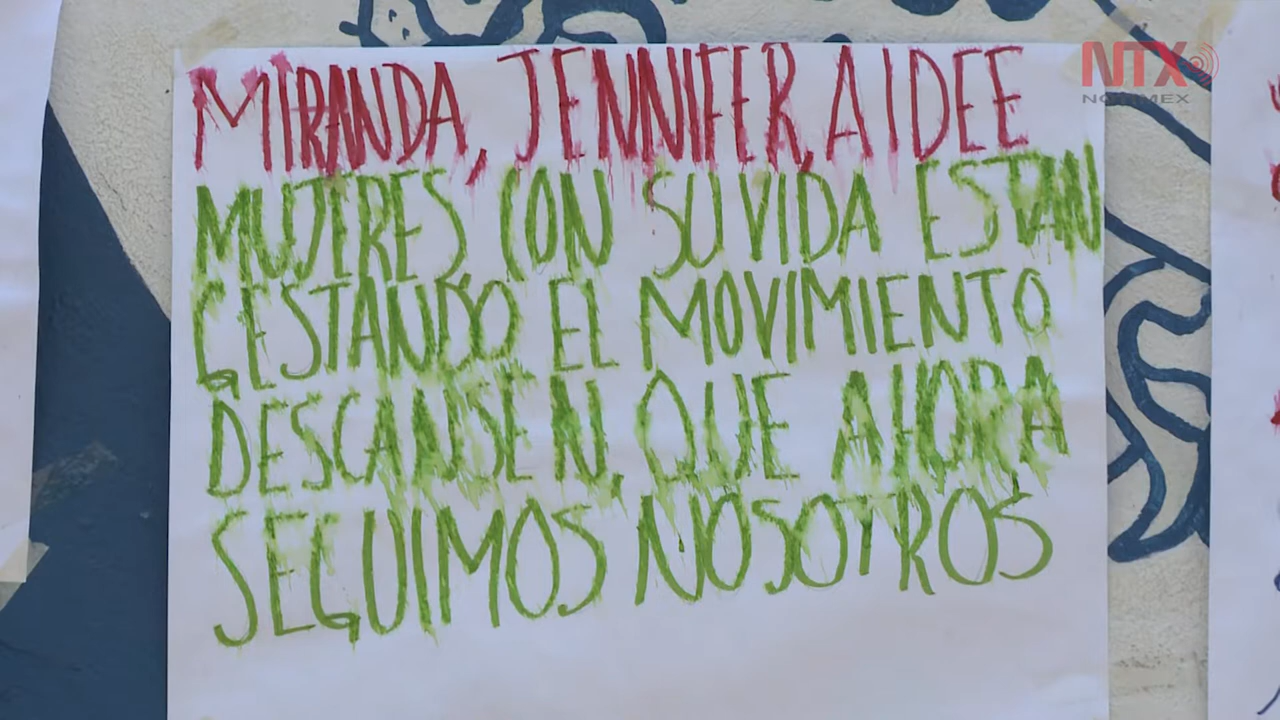 MIRANDA, JENNIFER, AIDEE
MUJERES, CON SU VIDA ESTAN
GESTANDO EL MOVIMIENTO
DESCANSEN, QUE AHORA
SEGUIMOS NOSOTROS
NTX
NOTIMEX